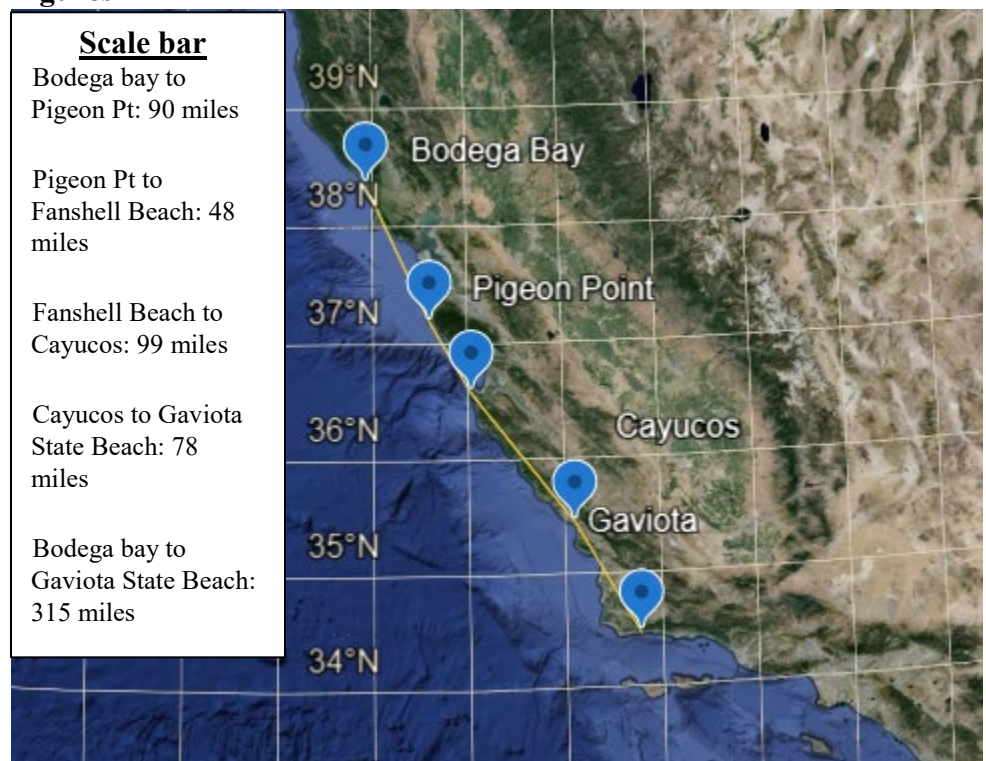 Scale bar
Bodega bay to
Pigeon Pt: 90 miles
Pigeon Pt to
Fanshell Beach: 48
miles
Fanshell Beach to
Cayucos: 99 miles
Cayucos to Gaviota
State Beach: 78
miles
Bodega bay to
Gaviota State Beach:
315 miles
39°N
Bodega Bay
38°N
Pigeon Point
37°N
36°N
Cayucos
Gaviota
35°N
34°N